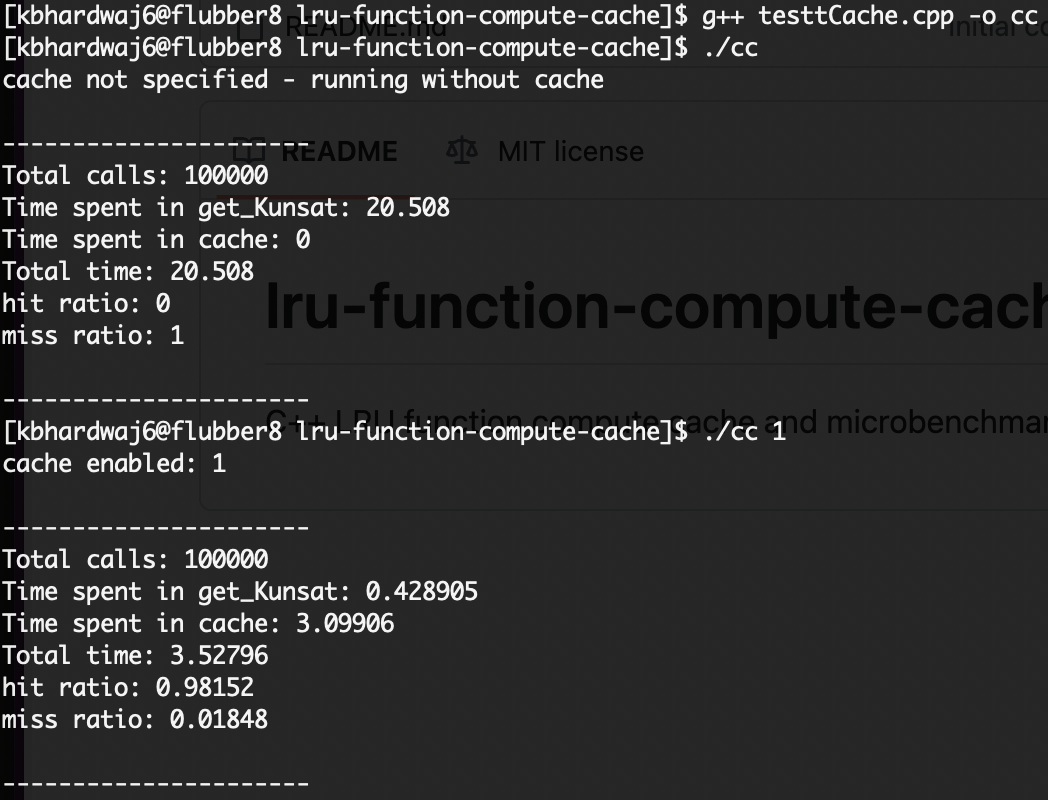 [kbhardwaj6@flubber8 lru-function-compute-cache]$ g++ testtCache.cpp -o cc
README.md
Initial co
[kbhardwaj6@flubber8 lru-function-compute-cache]$ ./cc
cache not specified - running without cache
----------------------
README
MIT license
Total calls: 100000
Time spent in get_Kunsat: 20.508
Time spent in cache: 0
Total time: 20.508
hit ratio: 0
miss ratio: 1
lru-function-compute-cach
----------------------
C++ LRU function compute cache and microbenchmar
[kbhardwaj6@flubber8 lru-function-compute-cache]$ ./cc 1
cache enabled: 1
----------------------
Total calls: 100000
Time spent in get_Kunsat: 0.428905
Time spent in cache: 3.09906
Total time: 3.52796
hit ratio: 0.98152
miss ratio: 0.01848
----------------------